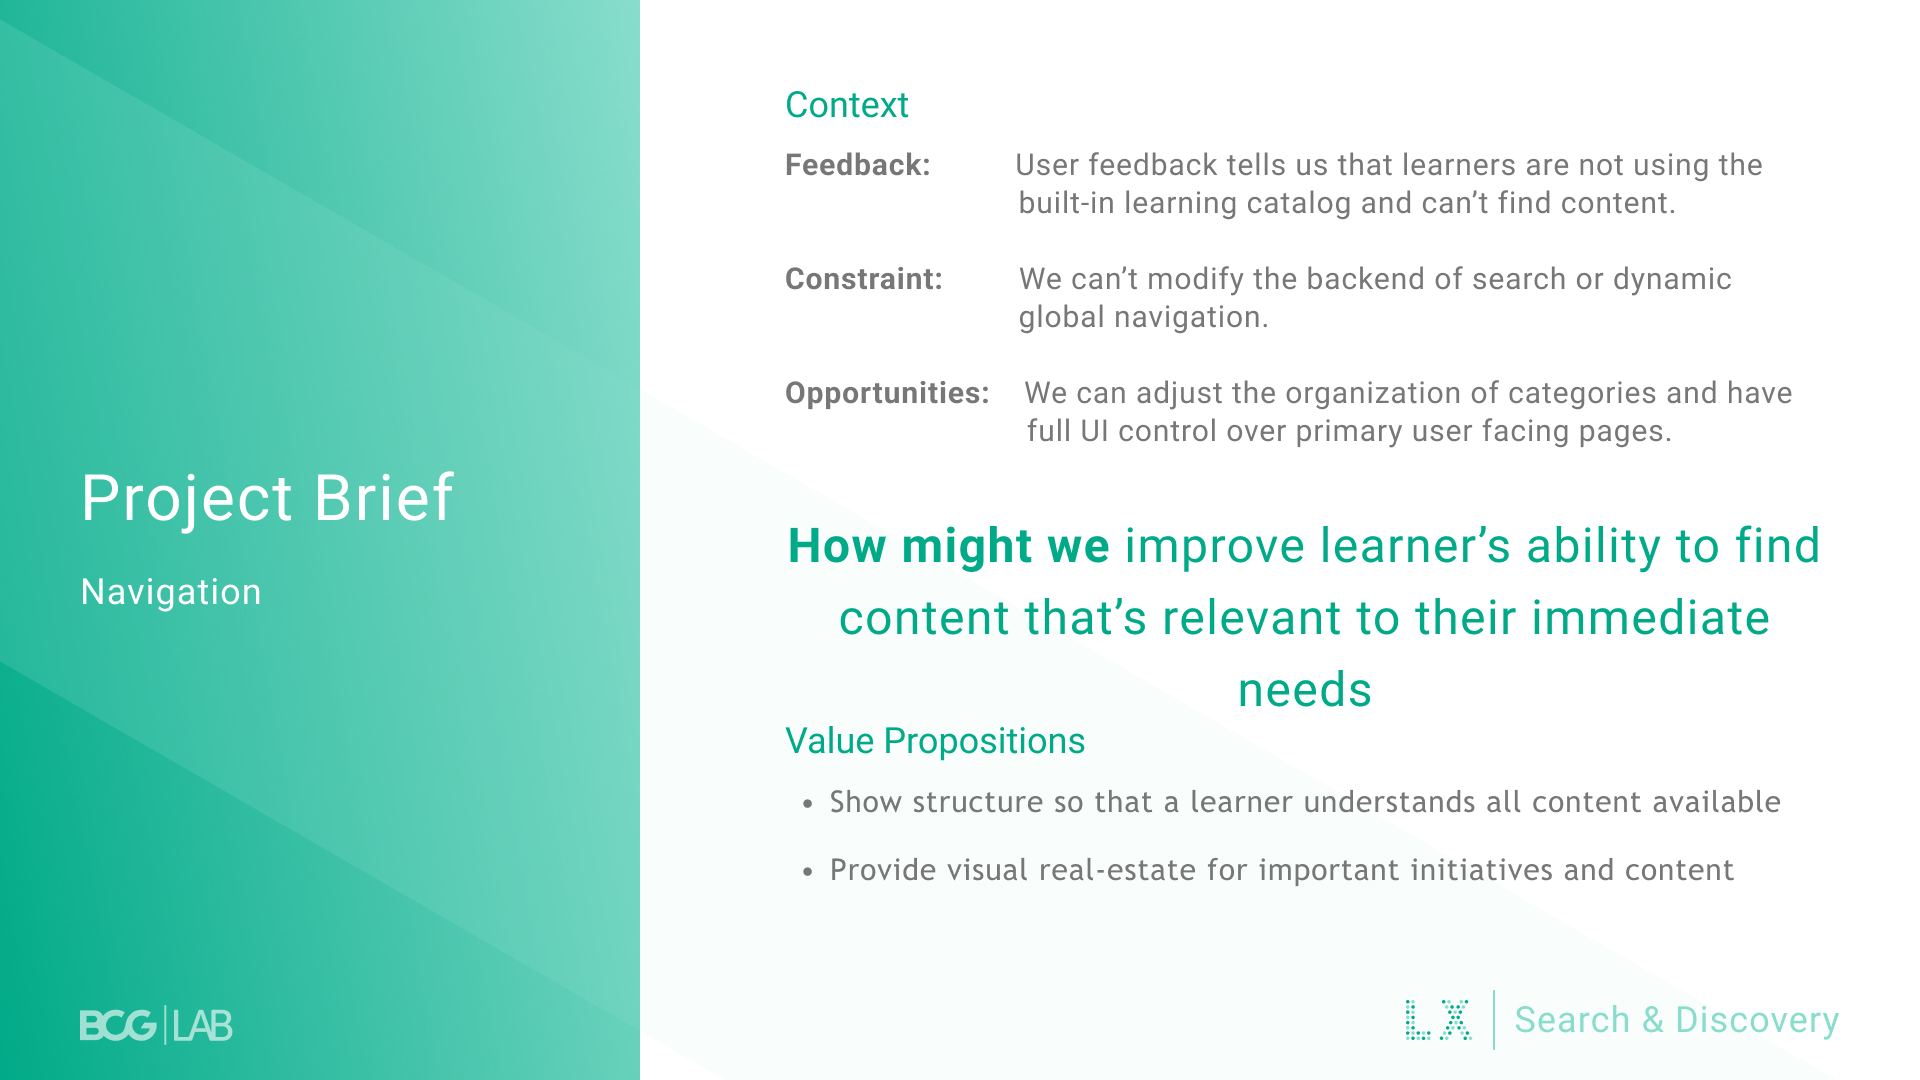 Project Brief
Navigation
Context
Feedback: User feedback tells us that learners are not using the
built-in learning catalog and can’t find content.
Constraint: We can’t modify the backend of search or dynamic
global navigation.
Opportunities: We can adjust the organization of categories and have
full UI control over primary user facing pages.
How might we improve learner’s ability to find
content that’s relevant to their immediate
needs
Value Propositions
• Show structure so that a learner understands all content available
• Provide visual real-estate for important initiatives and content
BCG LAB
LX Search & Discovery